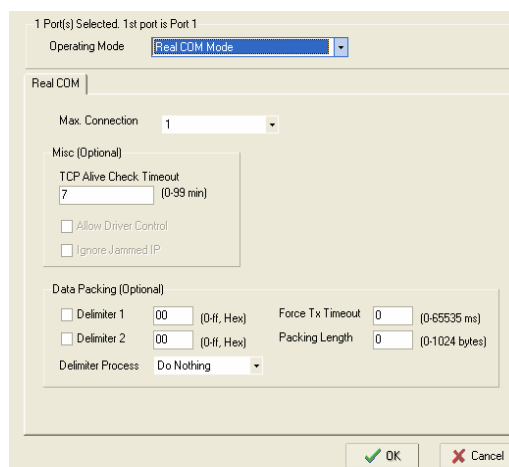 1 Port(s) Selected. 1st port is Port 1
Operating Mode Real COM Mode
Real COM
Max. Connection 1
Misc (Optional)
TCP Alive Check Timeout
7 (0-99 min)
Allow Driver Control
Ignore Jammed IP
Data Packing (Optional)
Delimiter 1 00 (0-ff, Hex) Force Tx Timeout 0 (0-65535 ms)
Delimiter 2 00 (0-ff, Hex) Packing Length 0 (0-1024 bytes)
Delimiter Process Do Nothing
OK Cancel